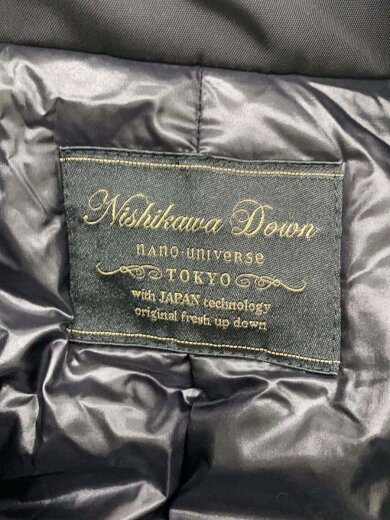 Nishikawa Down
nano·universe
TOKYO
with JAPAN technology
original fresh up down